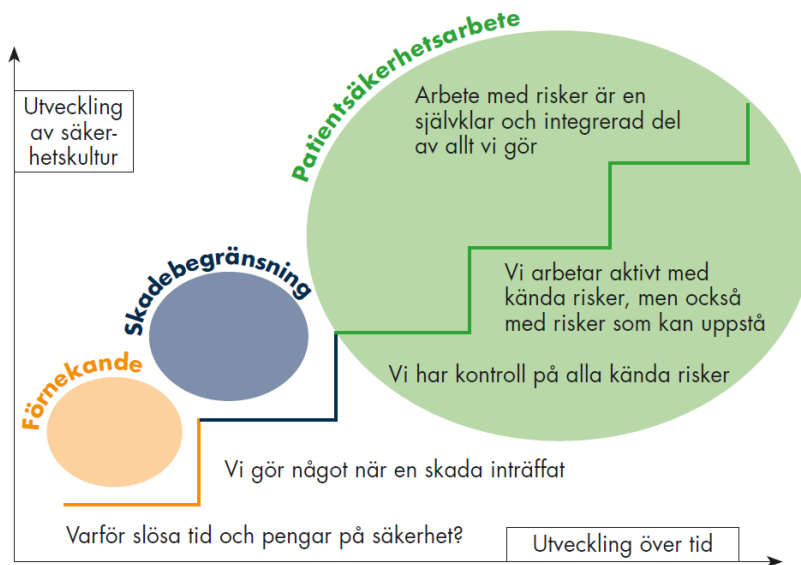 Utveckling
av säker-
hetskultur
Patientsäkerhetsarbete
Arbete med risker är en
självklar och integrerad del
av allt vi gör
Skadebegränsning
Vi arbetar aktivt med
kända risker, men också
med risker som kan uppstå
Förnekande
Vi har kontroll på alla kända risker
Vi gör något när en skada inträffat
Varför slösa tid och pengar på säkerhet?
Utveckling över tid